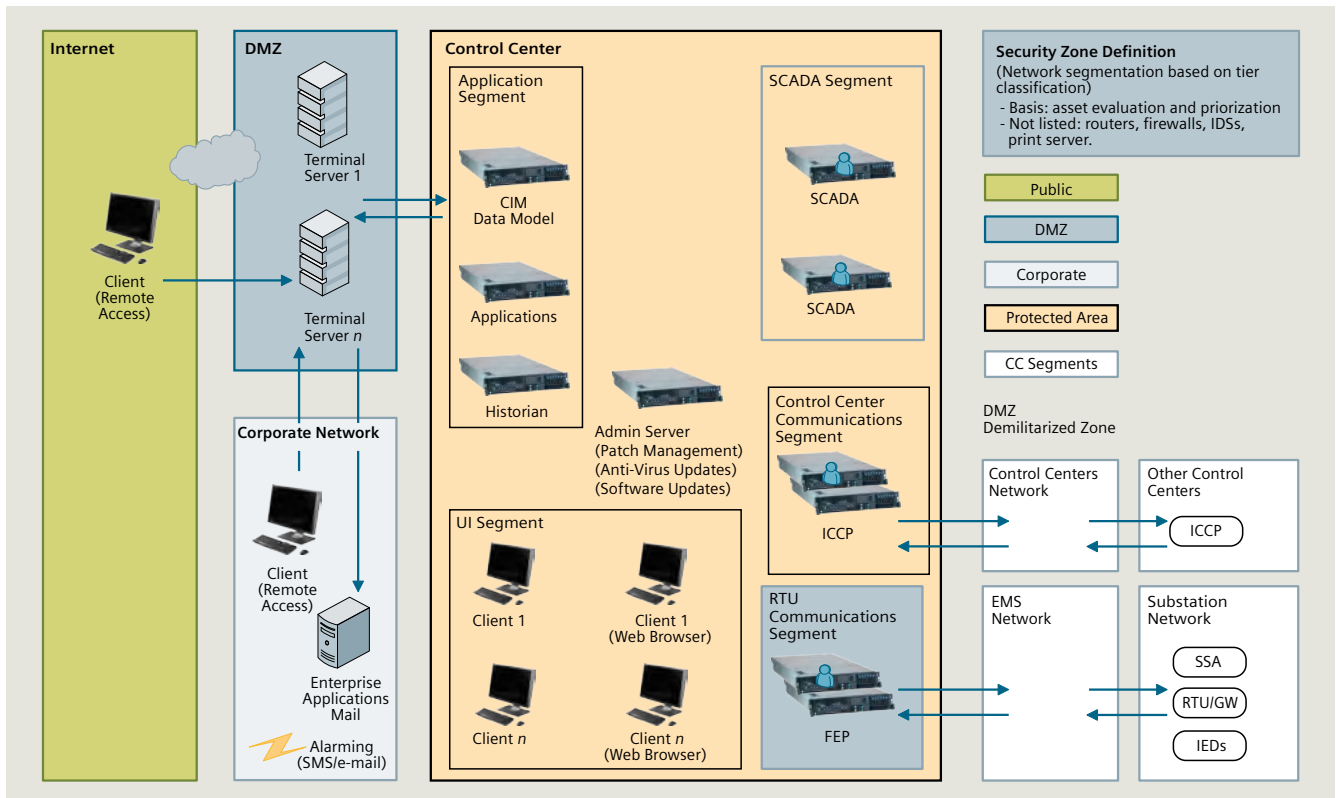 Internet
Client
(Remote
Access)
DMZ
Terminal
Server 1
Terminal
Server n
Corporate Network
Client
(Remote
Access)
Enterprise
Applications
Mail
Alarming
(SMS/e-mail)
Control Center
Application
Segment
CIM
Data Model
Applications
Historian
Admin Server
(Patch Management)
(Anti-Virus Updates)
(Software Updates)
UI Segment
Client 1
Client 1
(Web Browser)
Client n
Client n
(Web Browser)
SCADA Segment
SCADA
SCADA
Control Center
Communications
Segment
ICCP
RTU
Communications
Segment
FEP
Security Zone Definition
(Network segmentation based on tier
classification)
- Basis: asset evaluation and priorization
- Not listed: routers, firewalls, IDSs,
print server.
Public
DMZ
Corporate
Protected Area
CC Segments
DMZ
Demilitarized Zone
Control Centers
Network
Other Control
Centers
ICCP
EMS
Network
Substation
Network
SSA
RTU/GW
IEDs